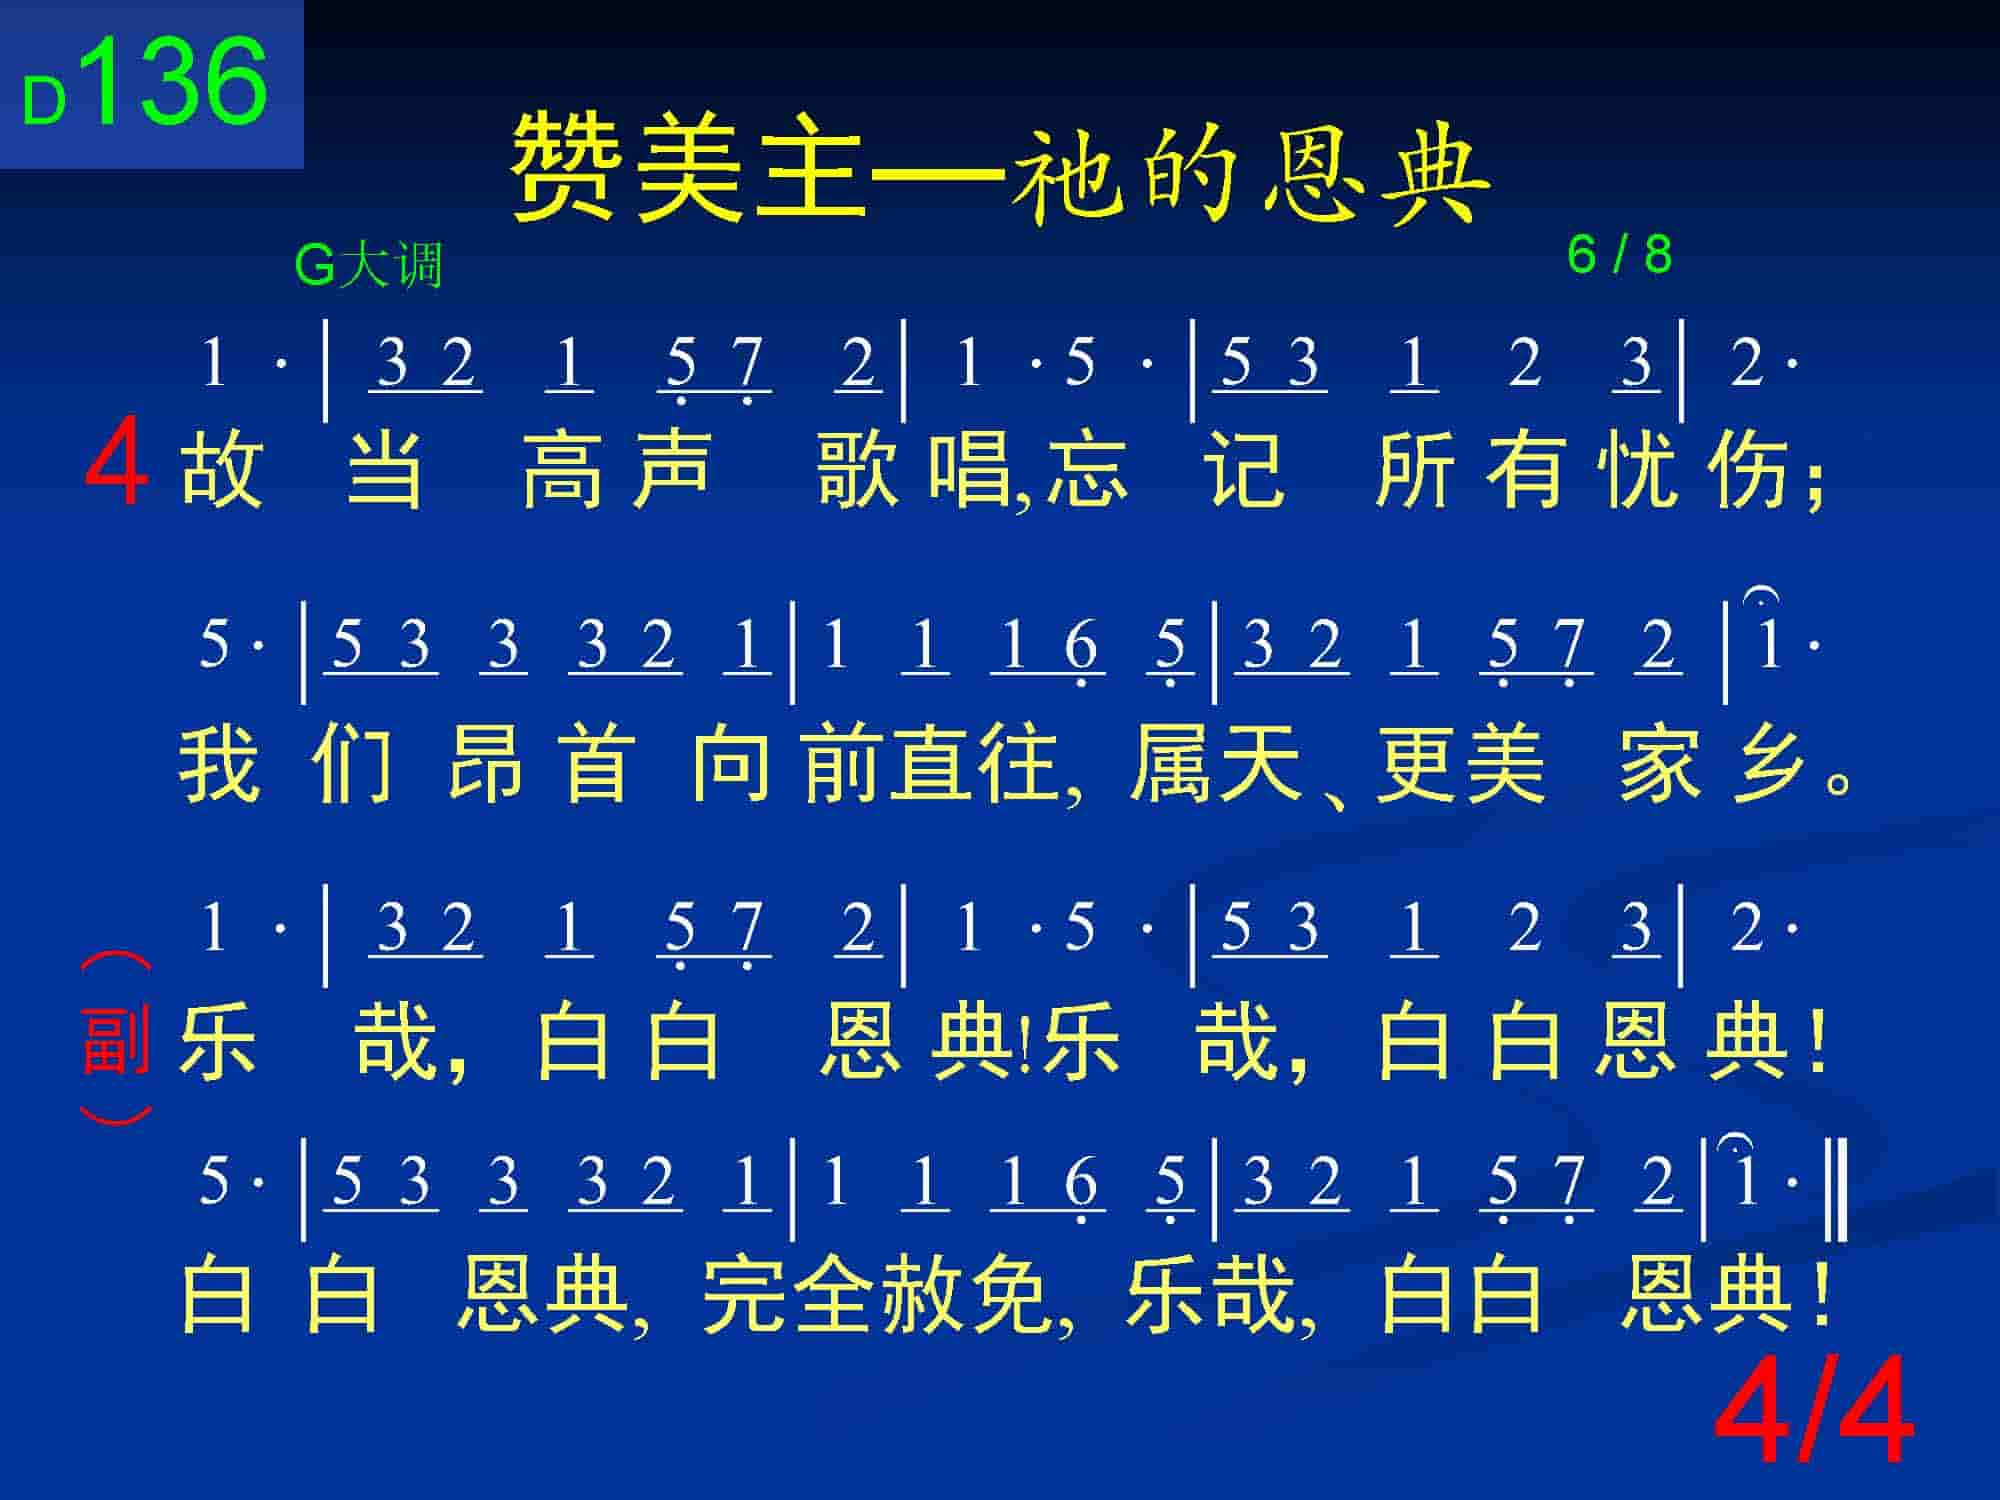 D136
赞美主—祂的恩典
G大调 6 / 8
1 · | 3 2 1 5̣ 7̣ 2 | 1 · 5 · | 5 3 1 2 3 | 2 ·
4 故 当 高 声 歌 唱, 忘 记 所 有 忧 伤；
5 · | 5 3 3 3 2 1 | 1 1 1 6̣ 5̣ | 3 2 1 5̣ 7̣ 2 | 1 ·
我 们 昂 首 向 前 直 往, 属 天、更 美 家 乡。
1 · | 3 2 1 5̣ 7̣ 2 | 1 · 5 · | 5 3 1 2 3 | 2 ·
（副） 乐 哉，白 白 恩 典! 乐 哉，白 白 恩 典！
5 · | 5 3 3 3 2 1 | 1 1 1 6̣ 5̣ | 3 2 1 5̣ 7̣ 2 | 1 · ‖
白 白 恩 典, 完 全 赦 免, 乐 哉, 白 白 恩 典！
4/4